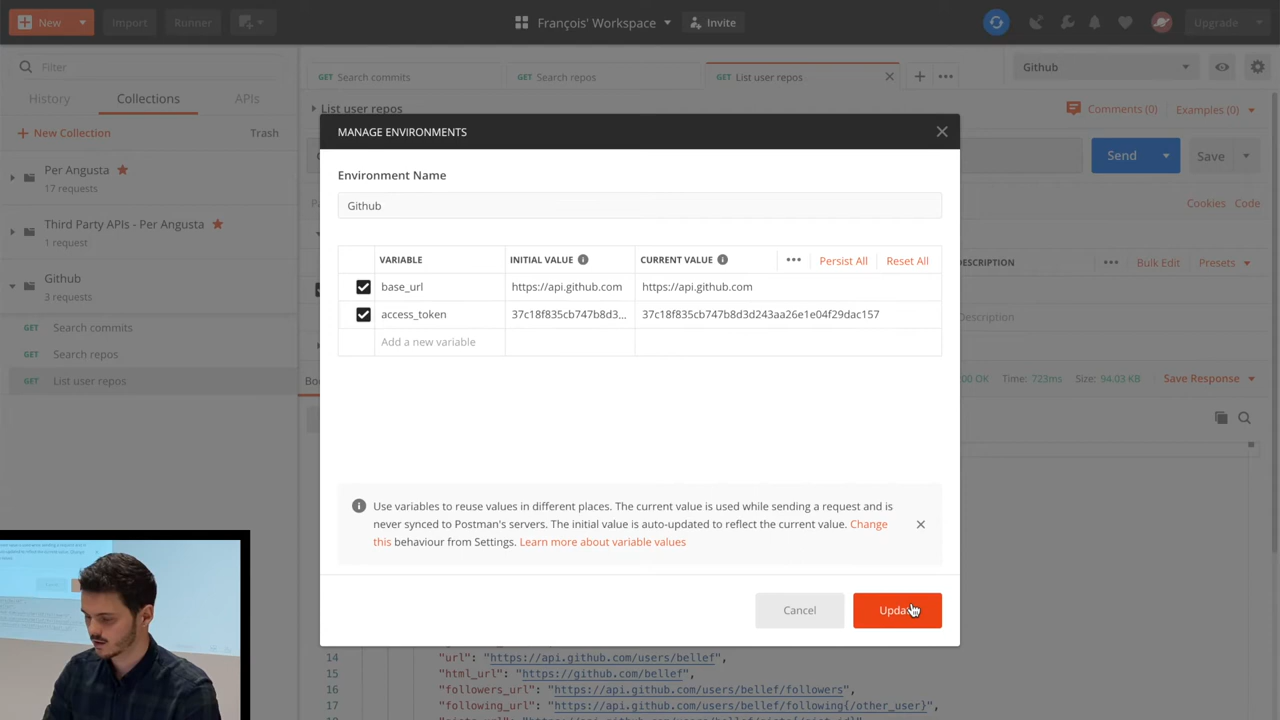 New
Import
Runner
François' Workspace
Invite
Upgrade
Filter
History
Collections
APIs
New Collection
Trash
Per Angusta
17 requests
Third Party APIs - Per Angusta
1 request
Github
3 requests
GET Search commits
GET Search repos
GET List user repos
GET Search commits
GET Search repos
GET List user repos
Github
List user repos
Comments (0)
Examples (0)
Send
Save
Cookies
Code
DESCRIPTION
Bulk Edit
Presets
Description
OK Time: 723ms Size: 94.03 KB
Save Response
MANAGE ENVIRONMENTS
Environment Name
Github
VARIABLE INITIAL VALUE CURRENT VALUE Persist All Reset All
base_url https://api.github.com https://api.github.com
access_token 37c18f835cb747b8d3... 37c18f835cb747b8d3d243aa26e1e04f29dac157
Add a new variable
Use variables to reuse values in different places. The current value is used while sending a request and is
never synced to Postman's servers. The initial value is auto-updated to reflect the current value. Change
this behaviour from Settings. Learn more about variable values
Cancel
Update
14 "url": "https://api.github.com/users/bellef",
15 "html_url": "https://github.com/bellef",
16 "followers_url": "https://api.github.com/users/bellef/followers",
17 "following_url": "https://api.github.com/users/bellef/following{/other_user}",